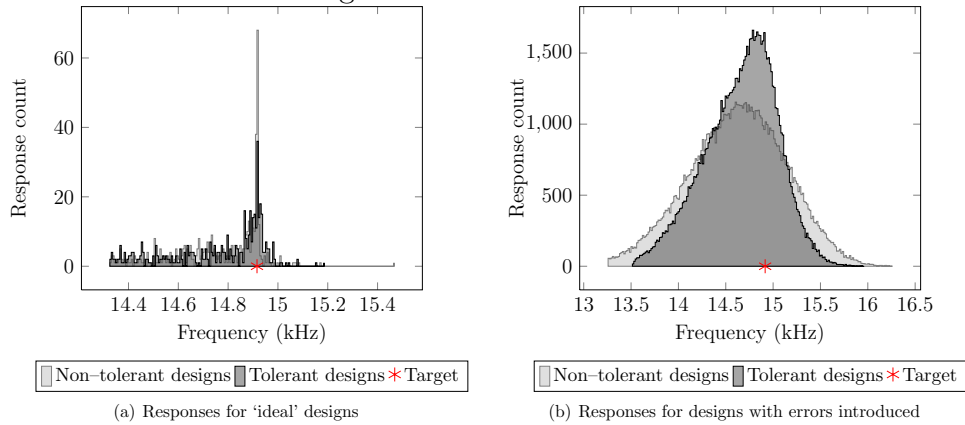 60
40
20
0
Response count
14.4 14.6 14.8 15 15.2 15.4
Frequency (kHz)
Non–tolerant designs Tolerant designs Target
(a) Responses for ‘ideal’ designs
1,500
1,000
500
0
Response count
13 13.5 14 14.5 15 15.5 16 16.5
Frequency (kHz)
Non–tolerant designs Tolerant designs Target
(b) Responses for designs with errors introduced